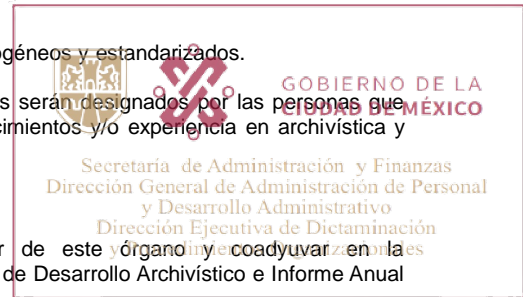 ogéneos y estandarizados.
GOBIERNO DE LA
CIUDAD DE MÉXICO
s serán designados por las personas que
cimientos y/o experiencia en archivística y
Secretaría de Administración y Finanzas
Dirección General de Administración de Personal
y Desarrollo Administrativo
Dirección Ejecutiva de Dictaminación
y Procedimientos Organizacionales
r de este órgano y coadyuvar en la
de Desarrollo Archivístico e Informe Anual